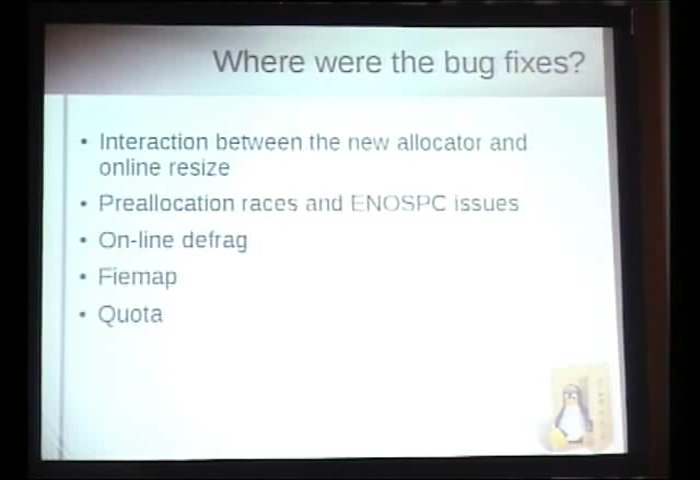 Where were the bug fixes?
• Interaction between the new allocator and
online resize
• Preallocation races and ENOSPC issues
• On-line defrag
• Fiemap
• Quota